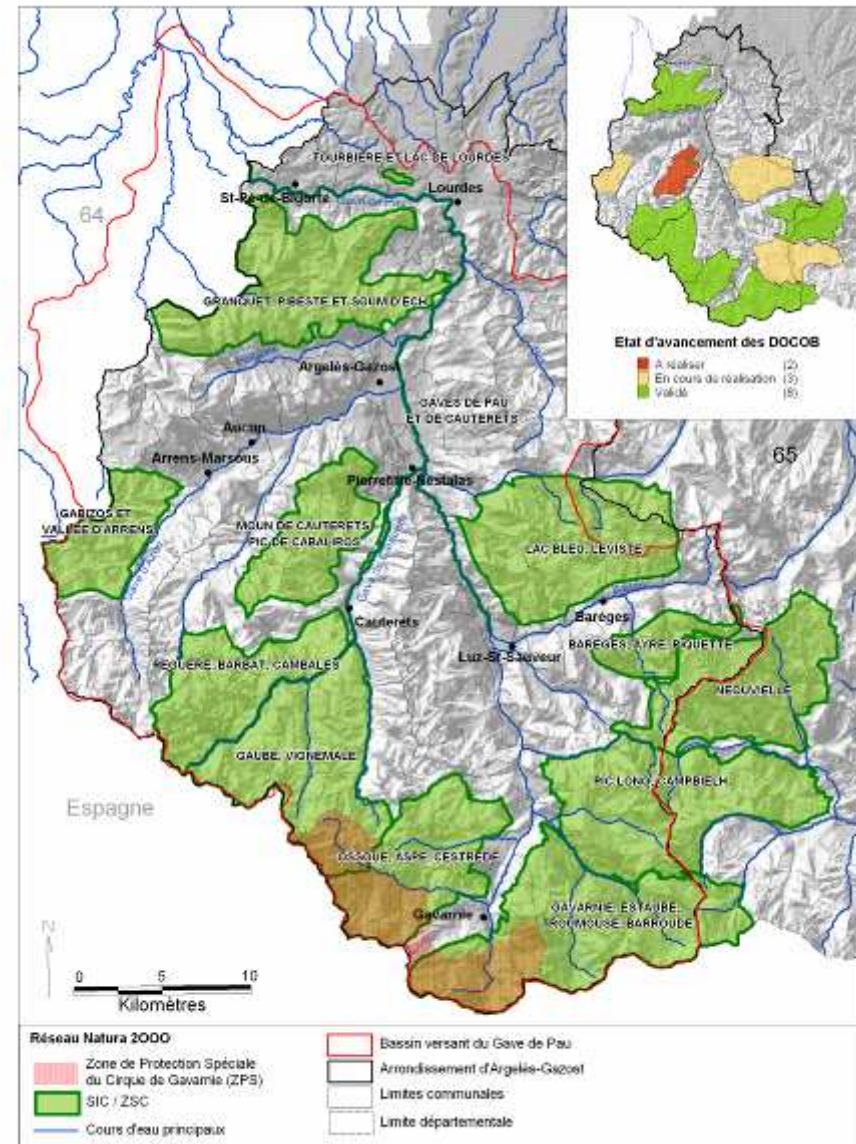 TOURBIERE ET LAC DE LOURDES
St-Pé-de-Bigorre
Lourdes
64
GRANQUET, PIBESTE ET SOUM D'ECH
Argelès-Gazost
GAVES DE PAU
ET DE CAUTERETS
Aucun
Arrens-Marsous
Pierrefitte-Nestalas
65
GABIZOS ET
VALLÉE D'ARRENS
MOUN DE CAUTERETS
PIC DE CABALIROS
LAC BLEU, LEVISTE
Cauterets
Barèges
BAREGES, AYRE, PIQUETTE
Luz-St-Sauveur
PEGUERE, BARBAT, CAMBALES
NEOUVIELLE
GAUBE, VIGNEMALE
PIC LONG, CAMPBIELH
Espagne
OSSOUE, ASPE, CESTREDE
Gavarnie
GAVARNIE, ESTAUBE,
TROUMOUSE, BARROUDE
N
0 5 10
Kilomètres
Etat d'avancement des DOCOB
A réaliser (2)
En cours de réalisation (3)
Validé
Réseau Natura 2000
Zone de Protection Spéciale
du Cirque de Gavarnie (ZPS)
SIC / ZSC
Cours d'eau principaux
Bassin versant du Gave de Pau
Arrondissement d'Argelès-Gazost
Limites communales
Limite départementale